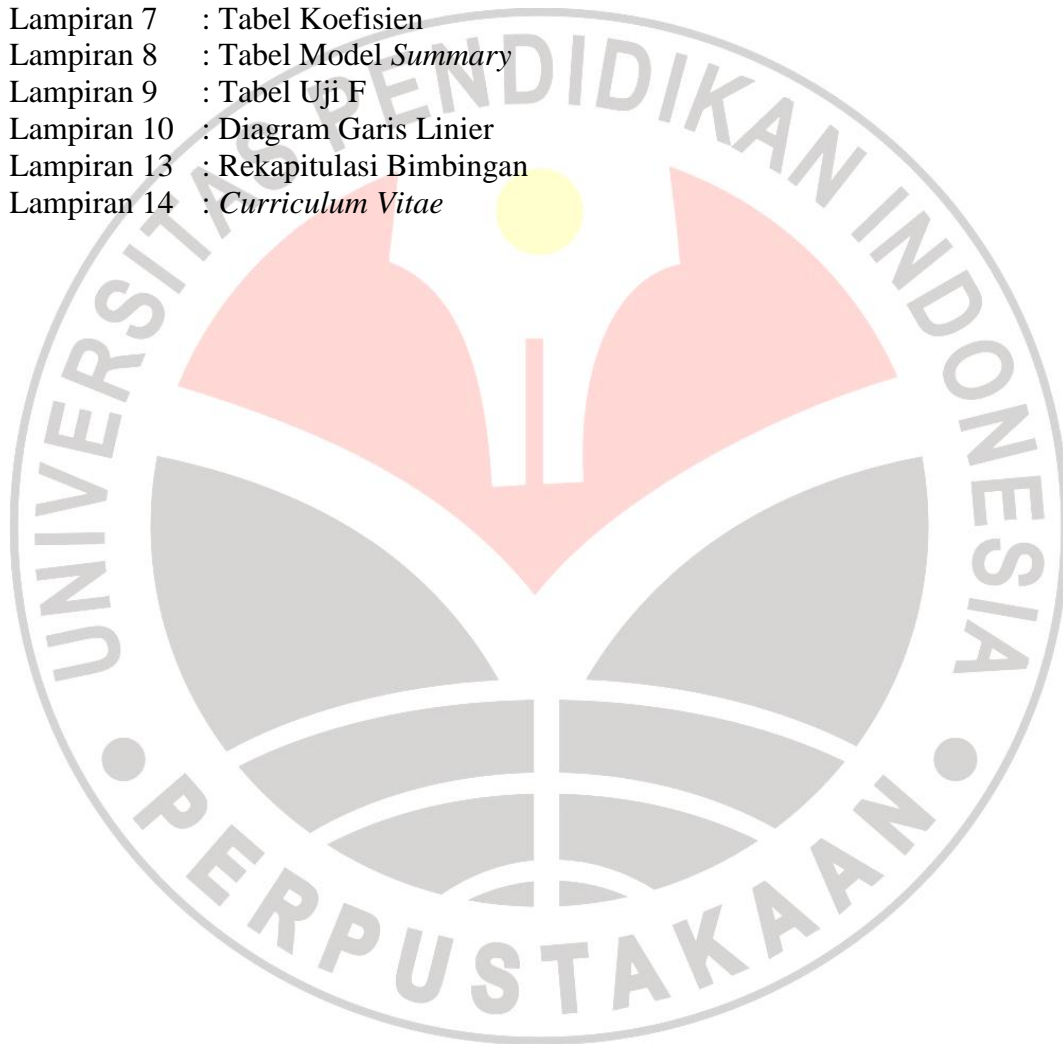 Lampiran 7 : Tabel Koefisien
Lampiran 8 : Tabel Model Summary
Lampiran 9 : Tabel Uji F
Lampiran 10 : Diagram Garis Linier
Lampiran 13 : Rekapitulasi Bimbingan
Lampiran 14 : Curriculum Vitae
UNIVERSITAS PENDIDIKAN INDONESIA
PERPUSTAKAAN